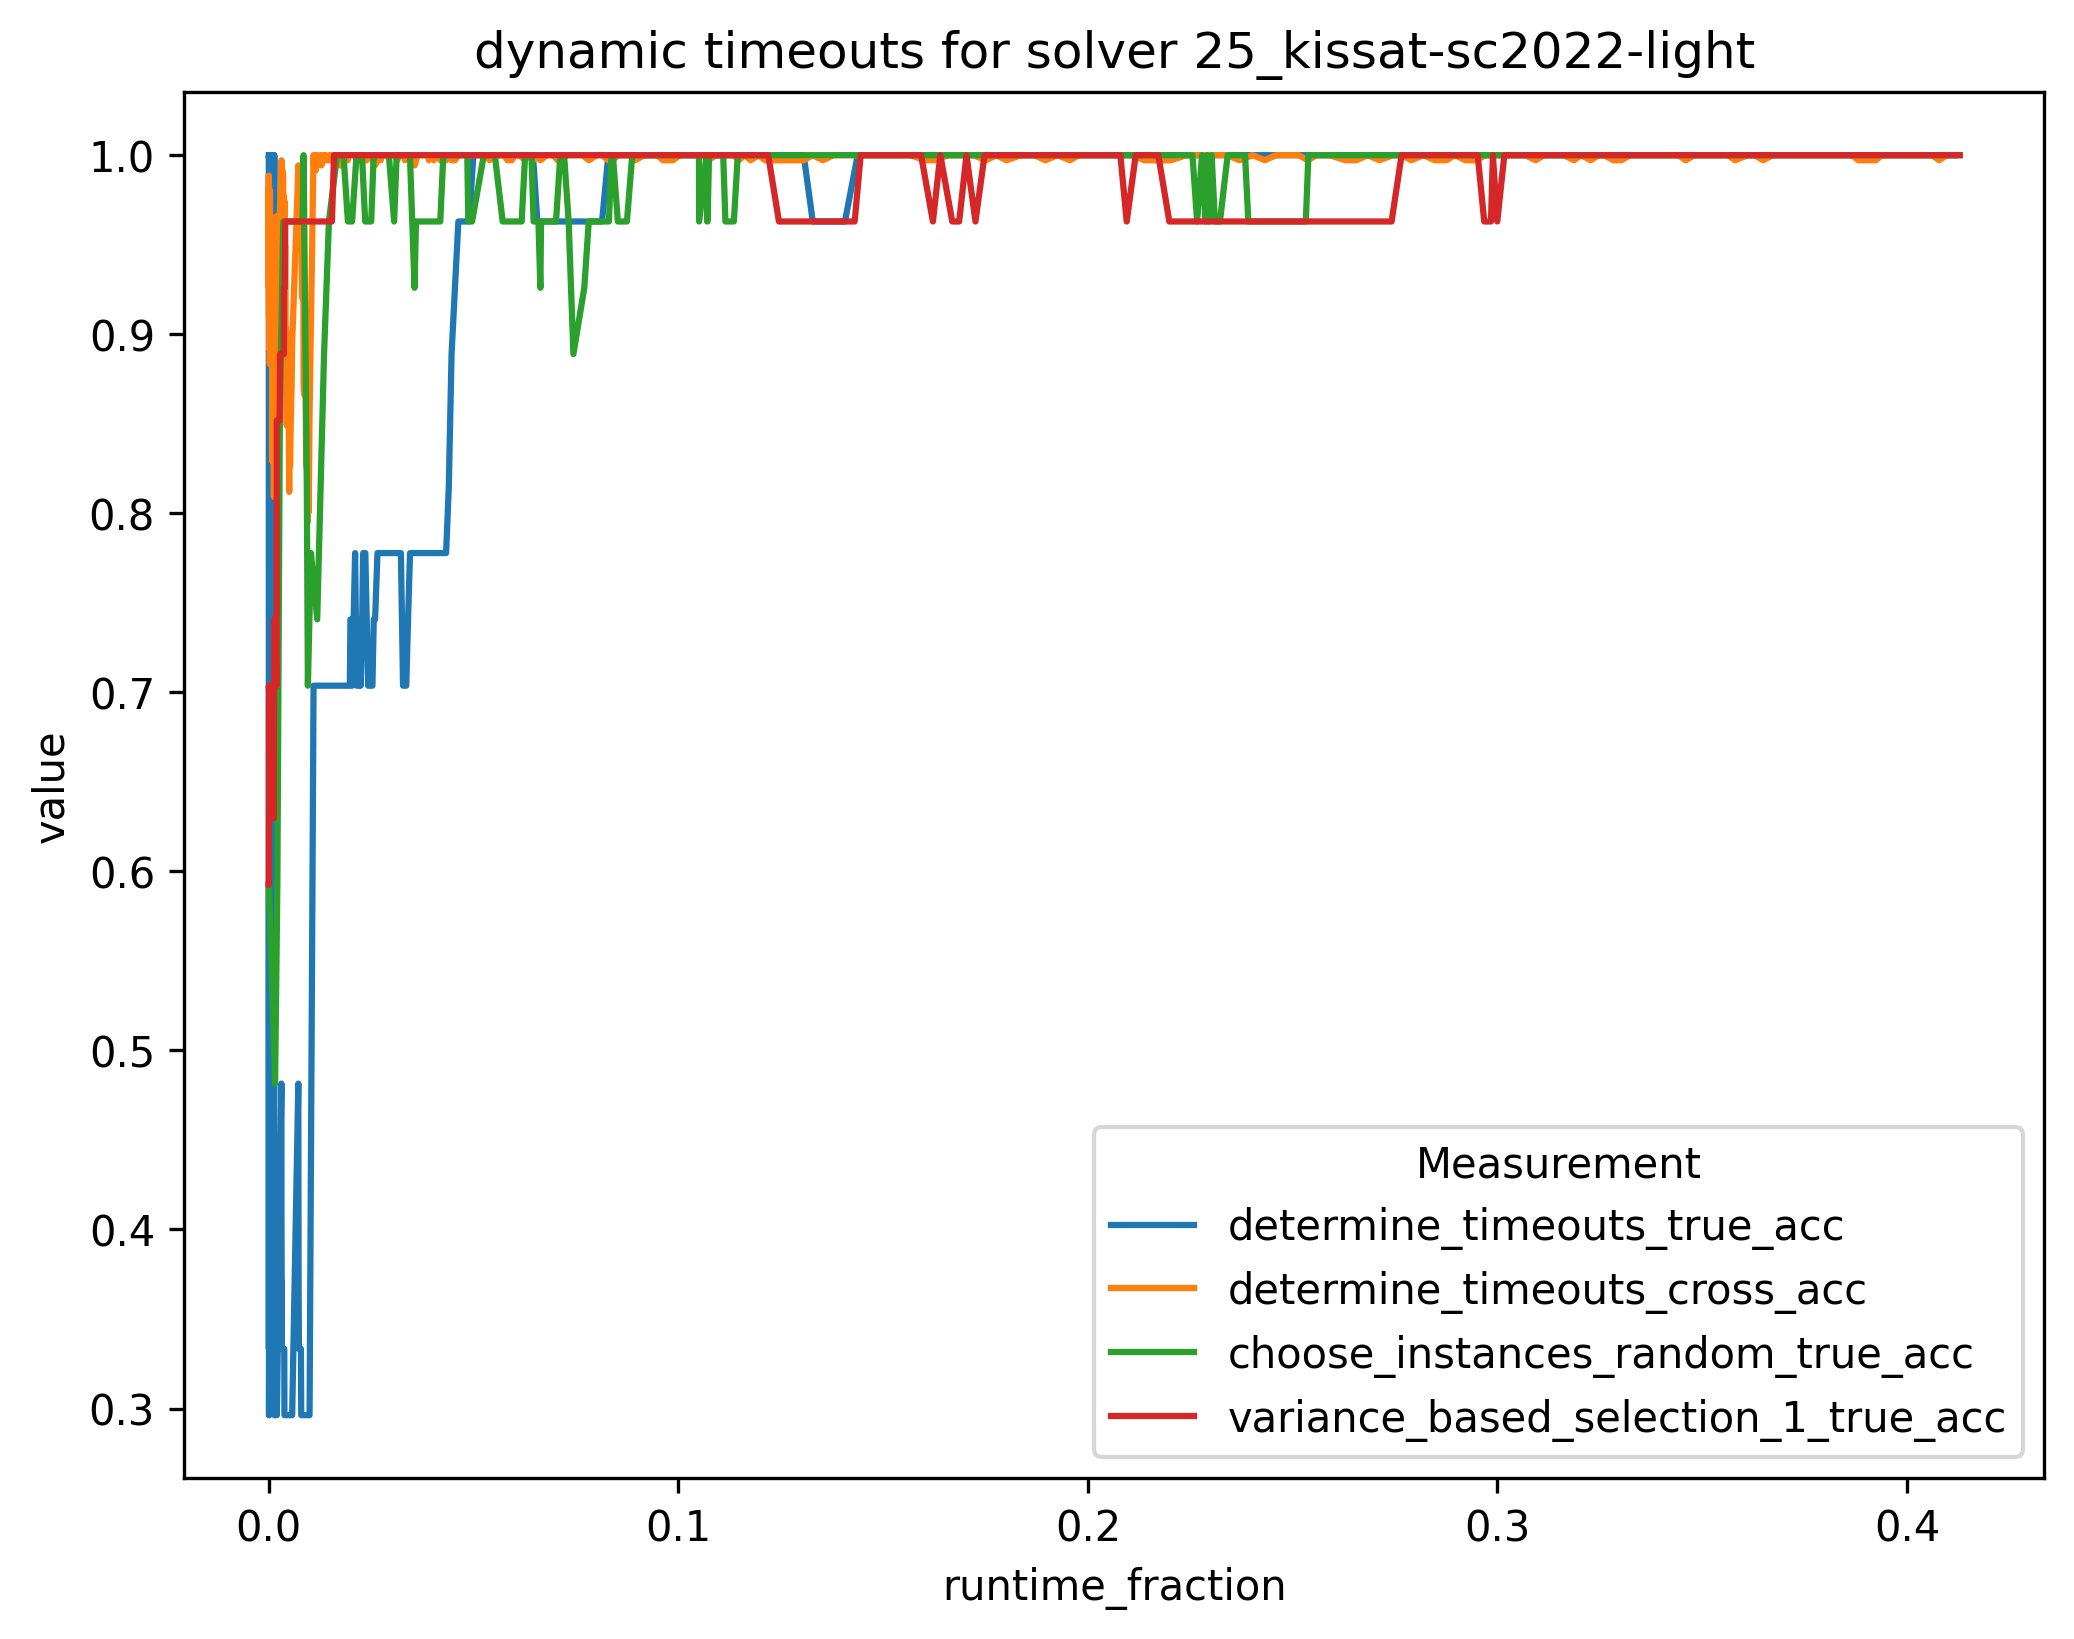 dynamic timeouts for solver 25_kissat-sc2022-light
value
1.0
0.9
0.8
0.7
0.6
0.5
0.4
0.3
0.0 0.1 0.2 0.3 0.4
runtime_fraction
Measurement
determine_timeouts_true_acc
determine_timeouts_cross_acc
choose_instances_random_true_acc
variance_based_selection_1_true_acc